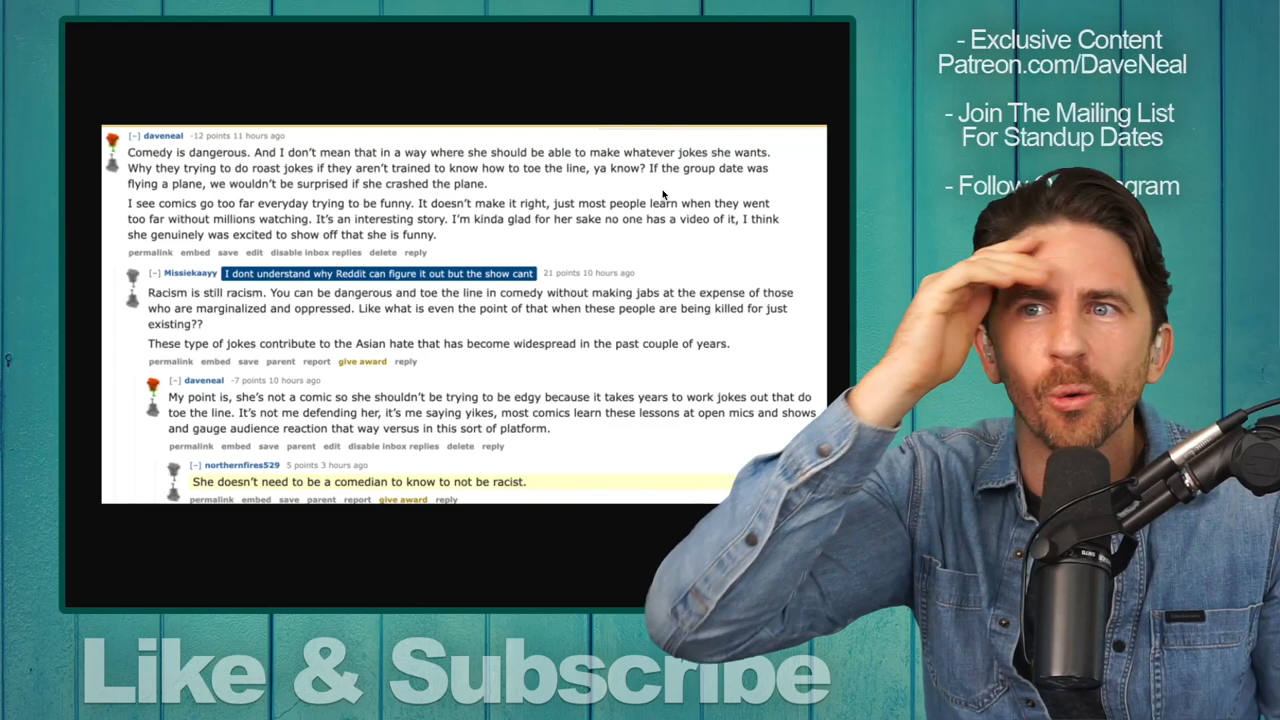 - Exclusive Content
Patreon.com/DaveNeal
- Join The Mailing List
For Standup Dates
- Follow
gram
[–] daveneal -12 points 11 hours ago
Comedy is dangerous. And I don't mean that in a way where she should be able to make whatever jokes she wants.
Why they trying to do roast jokes if they aren't trained to know how to toe the line, ya know? If the group date was
flying a plane, we wouldn't be surprised if she crashed the plane.
I see comics go too far everyday trying to be funny. It doesn't make it right, just most people learn when they went
too far without millions watching. It's an interesting story. I'm kinda glad for her sake no one has a video of it, I think
she genuinely was excited to show off that she is funny.
permalink embed save edit disable inbox replies delete reply
[–] Missiekaayy I dont understand why Reddit can figure it out but the show cant 21 points 10 hours ago
Racism is still racism. You can be dangerous and toe the line in comedy without making jabs at the expense of those
who are marginalized and oppressed. Like what is even the point of that when these people are being killed for just
existing??
These type of jokes contribute to the Asian hate that has become widespread in the past couple of years.
permalink embed save parent report give award reply
[–] daveneal -7 points 10 hours ago
My point is, she's not a comic so she shouldn't be trying to be edgy because it takes years to work jokes out that do
toe the line. It's not me defending her, it's me saying yikes, most comics learn these lessons at open mics and shows
and gauge audience reaction that way versus in this sort of platform.
permalink embed save parent edit disable inbox replies delete reply
[–] northernfires529 5 points 3 hours ago
She doesn't need to be a comedian to know to not be racist.
permalink embed save parent report give award reply
Like & Subscribe